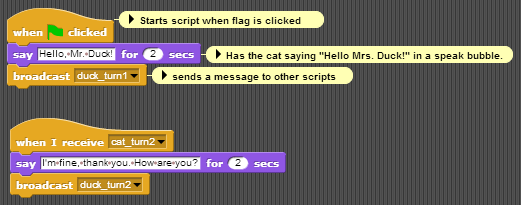 when clicked
Starts script when flag is clicked
say Hello, Mr. Duck! for 2 secs
Has the cat saying "Hello Mrs. Duck!" in a speak bubble.
broadcast duck_turn1
sends a message to other scripts
when I receive cat_turn2
say I'm fine, thank you. How are you? for 2 secs
broadcast duck_turn2